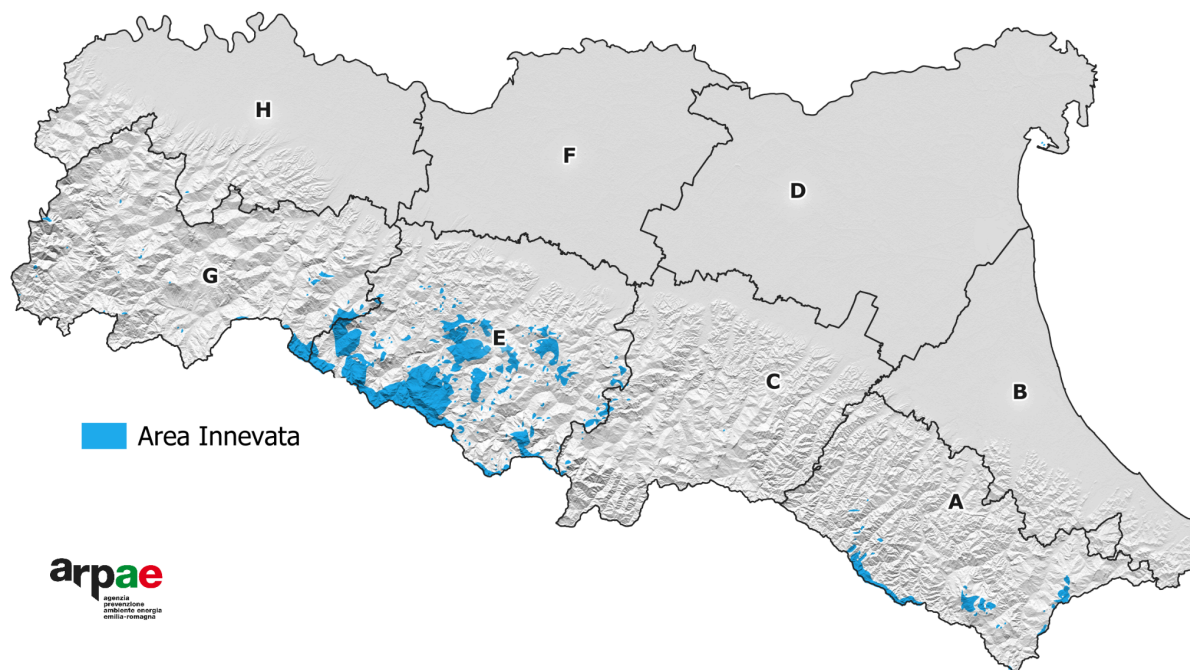 H
F
D
G
E
C
B
A
Area Innevata
arpae
agenzia
prevenzione
ambiente energia
emilia-romagna